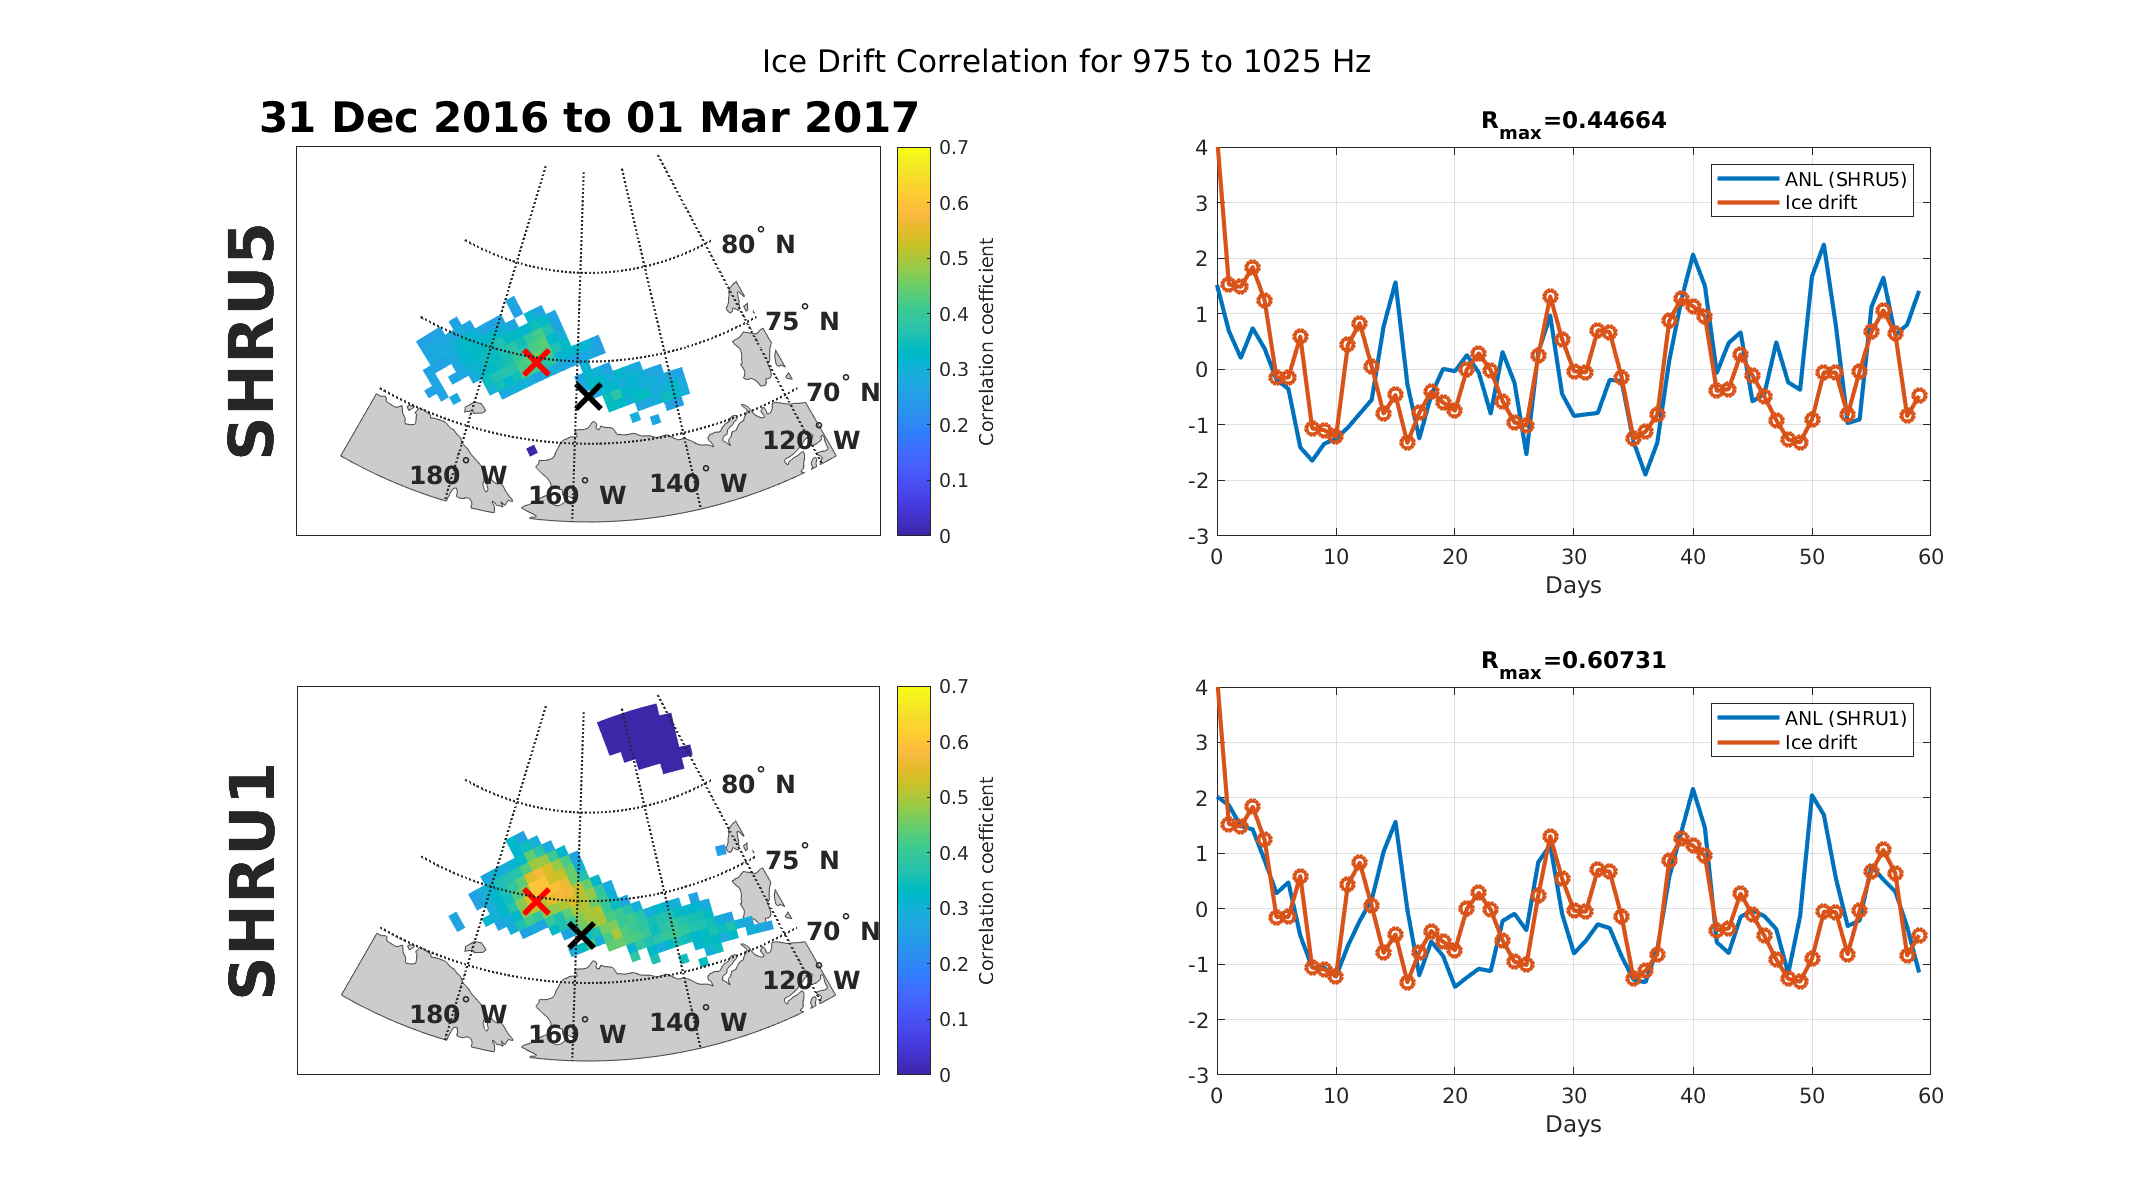 Ice Drift Correlation for 975 to 1025 Hz
31 Dec 2016 to 01 Mar 2017
SHRU5
80° N
75° N
70° N
120° W
140° W
160° W
180° W
0.7
0.6
0.5
0.4
0.3
0.2
0.1
0
Correlation coefficient
Rmax=0.44664
ANL (SHRU5)
Ice drift
4
3
2
1
0
-1
-2
-3
0 10 20 30 40 50 60
Days
SHRU1
80° N
75° N
70° N
120° W
140° W
160° W
180° W
0.7
0.6
0.5
0.4
0.3
0.2
0.1
0
Correlation coefficient
Rmax=0.60731
ANL (SHRU1)
Ice drift
4
3
2
1
0
-1
-2
-3
0 10 20 30 40 50 60
Days